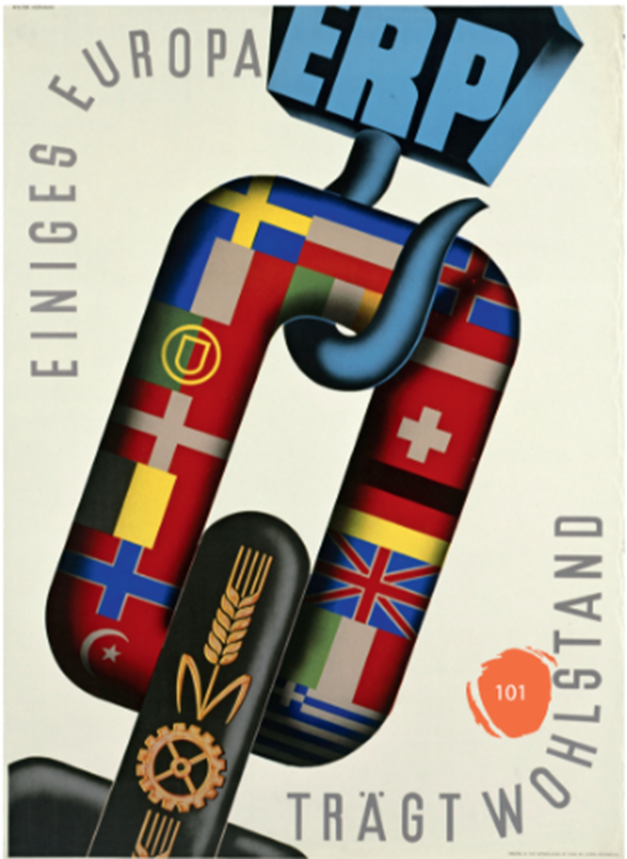 ERP
EINIGES EUROPA
TRÄGT WOHLSTAND
101